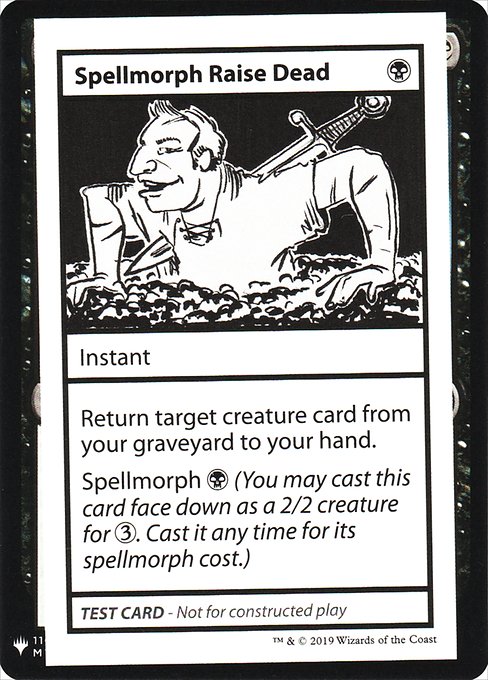 Spellmorph Raise Dead
Instant
Return target creature card from
your graveyard to your hand.
Spellmorph (You may cast this
card face down as a 2/2 creature
for 3. Cast it any time for its
spellmorph cost.)
TEST CARD - Not for constructed play
™ & © 2019 Wizards of the Coast
M